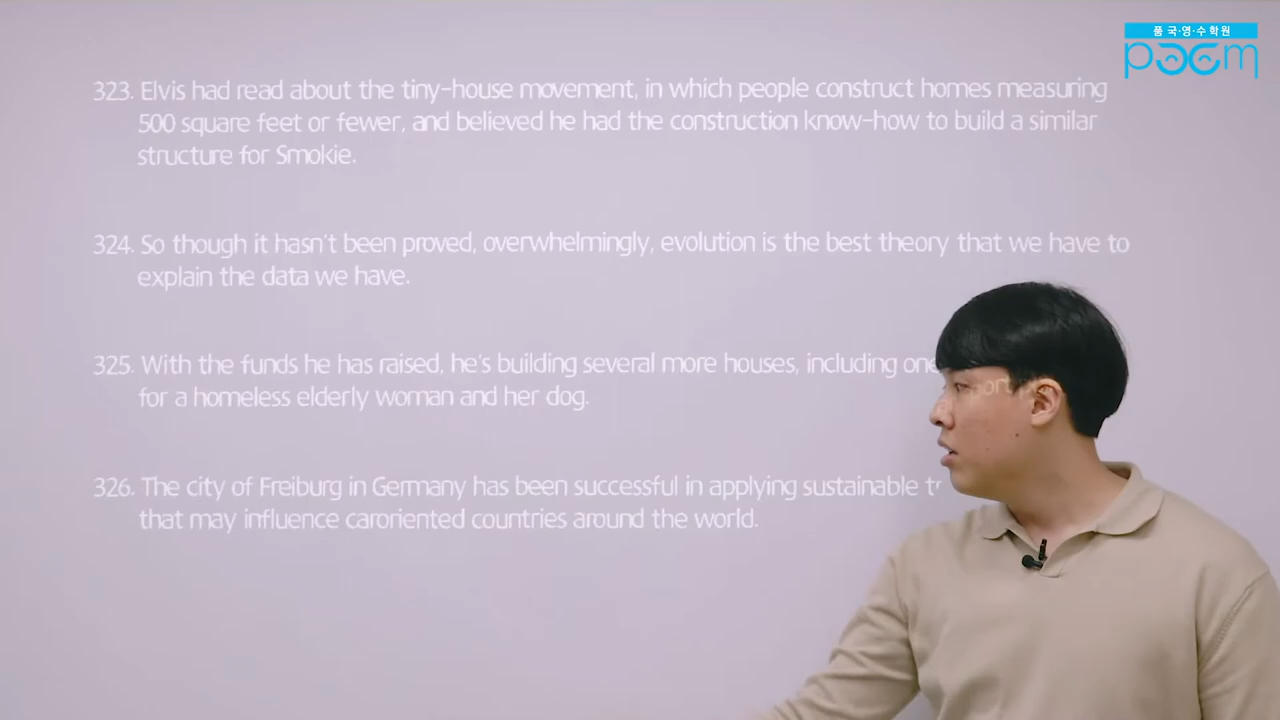 품 국·영·수 학원
poem
323. Elvis had read about the tiny-house movement, in which people construct homes measuring
500 square feet or fewer, and believed he had the construction know-how to build a similar
structure for Smokie.
324. So though it hasn't been proved, overwhelmingly, evolution is the best theory that we have to
explain the data we have.
325. With the funds he has raised, he's building several more houses, including one
for a homeless elderly woman and her dog.
326. The city of Freiburg in Germany has been successful in applying sustainable
that may influence caroriented countries around the world.